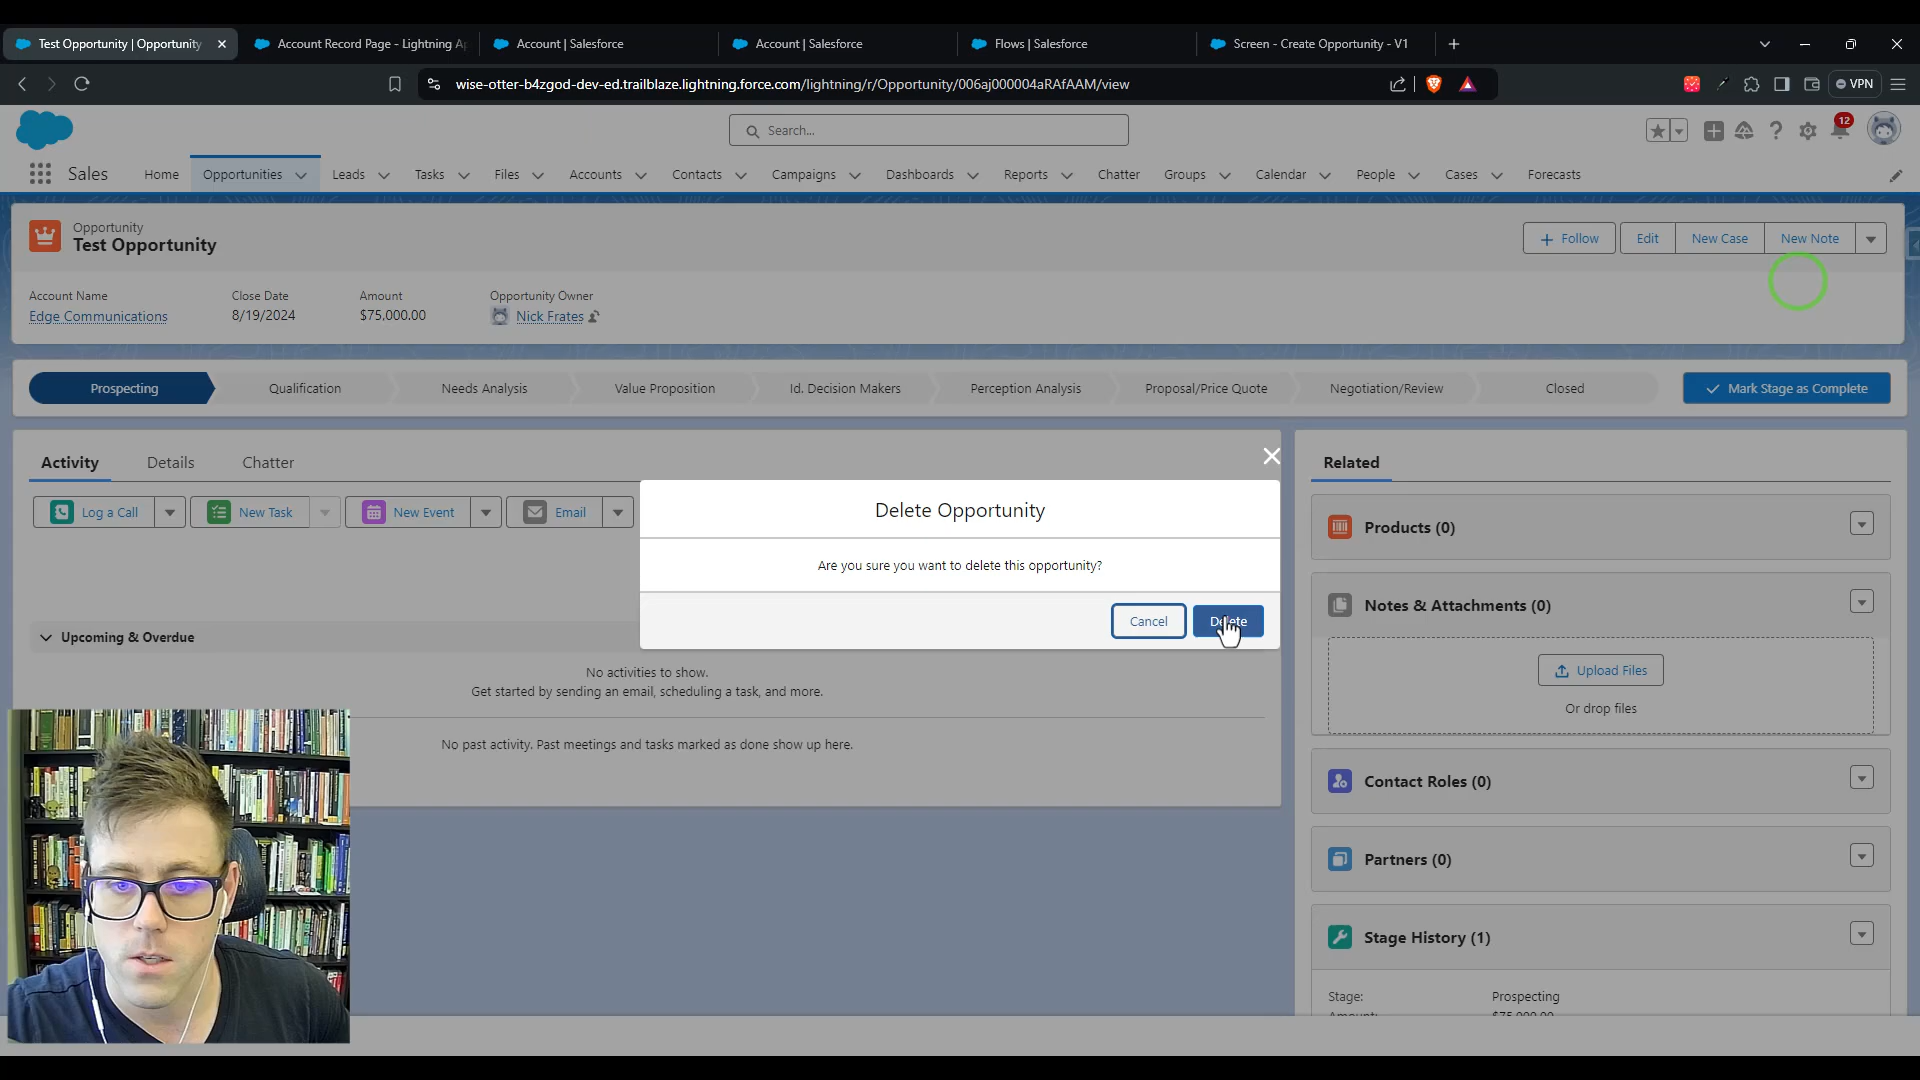 Test Opportunity | Opportunity
Account Record Page - Lightning Ap
Account | Salesforce
Account | Salesforce
Flows | Salesforce
Screen - Create Opportunity - V1
wise-otter-b4zgod-dev-ed.trailblaze.lightning.force.com/lightning/r/Opportunity/006aj000004aRAfAAM/view
VPN
Search...
12
Sales
Home
Opportunities
Leads
Tasks
Files
Accounts
Contacts
Campaigns
Dashboards
Reports
Chatter
Groups
Calendar
People
Cases
Forecasts
Opportunity
Test Opportunity
Follow
Edit
New Case
New Note
Account Name
Close Date
Amount
Opportunity Owner
Edge Communications
8/19/2024
$75,000.00
Nick Frates
Prospecting
Qualification
Needs Analysis
Value Proposition
Id. Decision Makers
Perception Analysis
Proposal/Price Quote
Negotiation/Review
Closed
Mark Stage as Complete
Activity
Details
Chatter
Related
Log a Call
New Task
New Event
Email
Delete Opportunity
Are you sure you want to delete this opportunity?
Cancel
Delete
Upcoming & Overdue
No activities to show.
Get started by sending an email, scheduling a task, and more.
No past activity. Past meetings and tasks marked as done show up here.
Products (0)
Notes & Attachments (0)
Upload Files
Or drop files
Contact Roles (0)
Partners (0)
Stage History (1)
Stage:
Prospecting
Amount:
$75,000.00